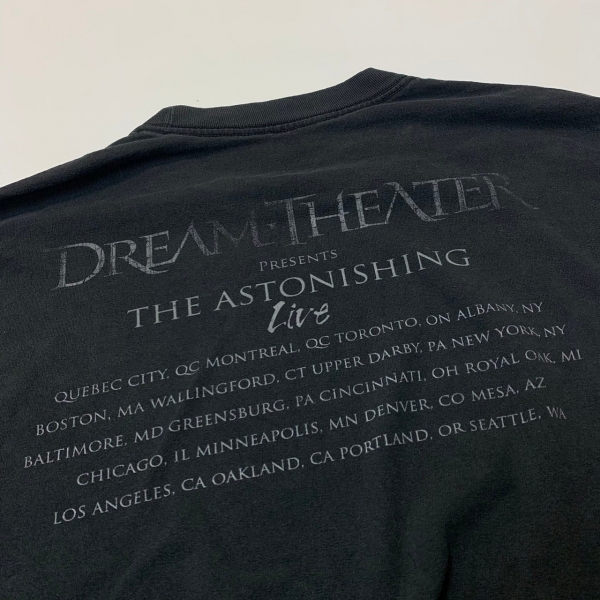 DREAM THEATER
PRESENTS
THE ASTONISHING
Live
QUEBEC CITY, QC MONTREAL, QC TORONTO, ON ALBANY, NY
BOSTON, MA WALLINGFORD, CT UPPER DARBY, PA NEW YORK, NY
BALTIMORE, MD GREENSBURG, PA CINCINNATI, OH ROYAL OAK, MI
CHICAGO, IL MINNEAPOLIS, MN DENVER, CO MESA, AZ
LOS ANGELES, CA OAKLAND, CA PORTLAND, OR SEATTLE, WA